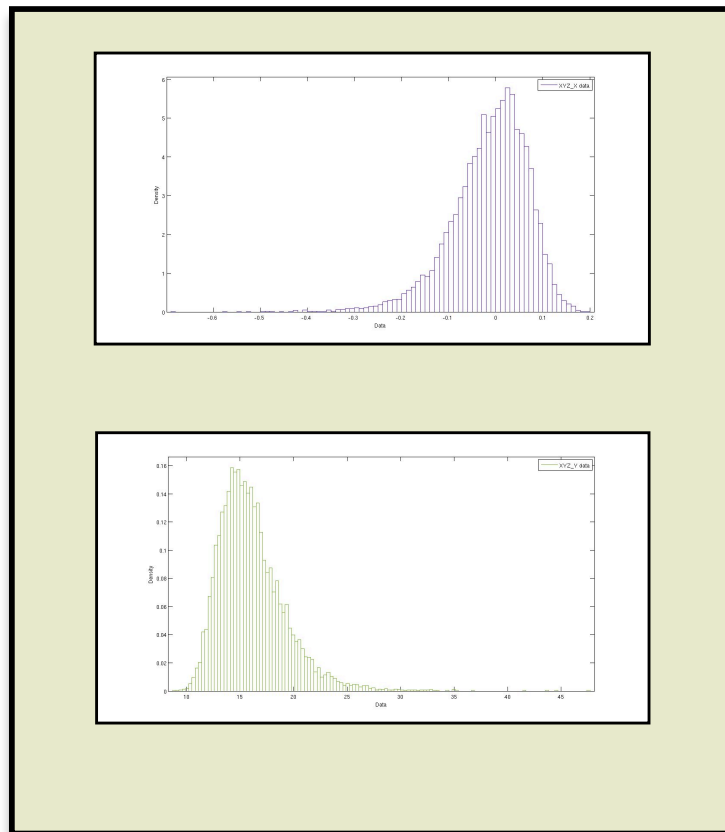 XYZ_X data
6
5
4
3
2
1
0
Density
-0.6 -0.5 -0.4 -0.3 -0.2 -0.1 0 0.1 0.2
Data
XYZ_Y data
0.16
0.14
0.12
0.1
0.08
0.06
0.04
0.02
0
Density
10 15 20 25 30 35 40 45
Data